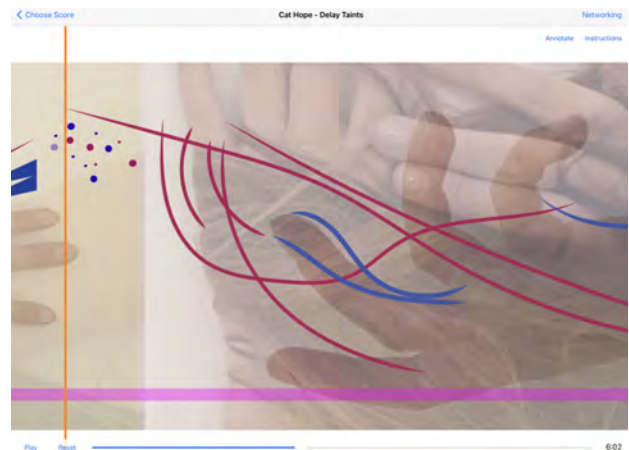 Choose Score Cat Hope - Delay Taints Networking
Annotate Instructions
Play Reset 6:02